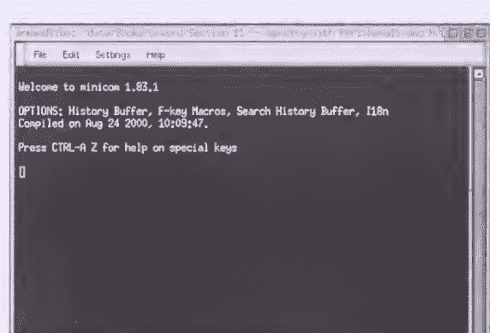 File Edit Settings Help
Welcome to minicom 1.83.1
OPTIONS: History Buffer, F-key Macros, Search History Buffer, I18n
Compiled on Aug 24 2000, 10:09:47.
Press CTRL-A Z for help on special keys